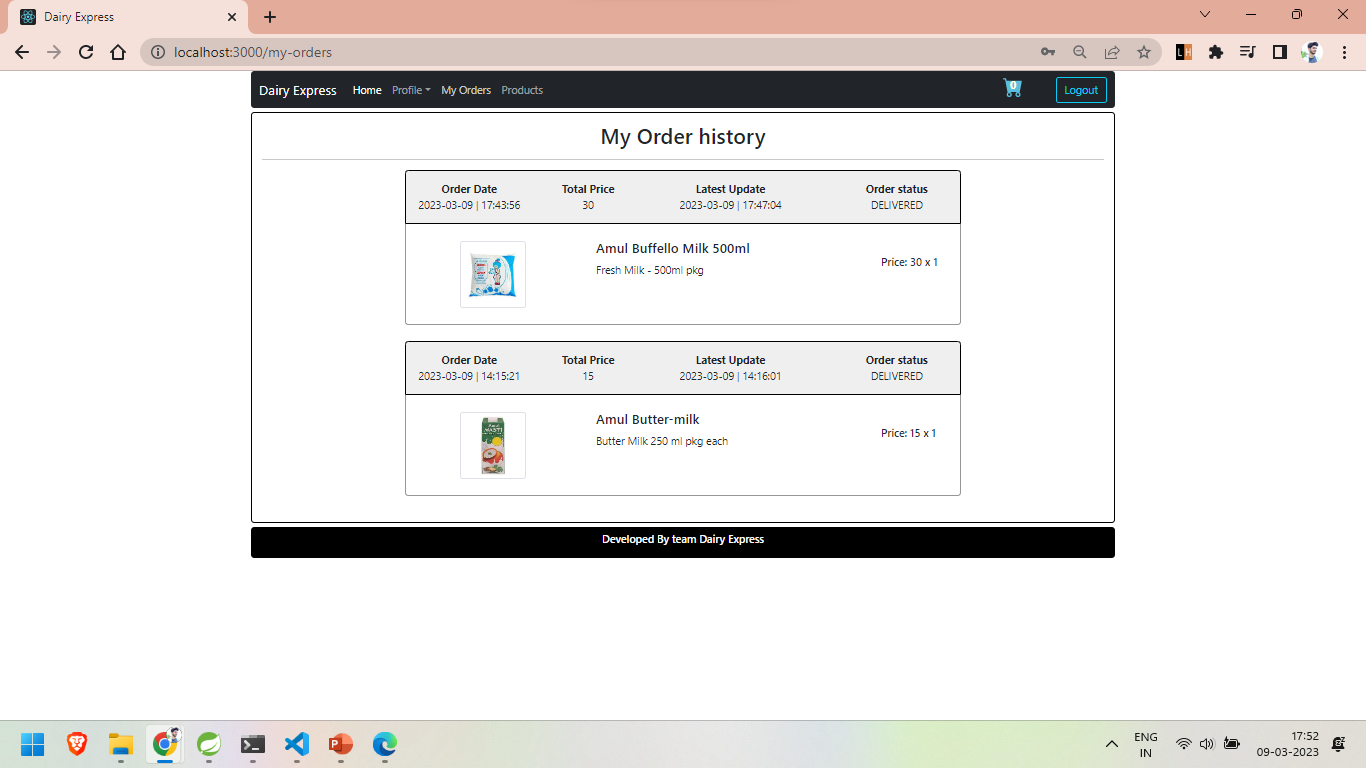 Dairy Express
localhost:3000/my-orders
Dairy Express Home Profile My Orders Products 0 Logout
My Order history
Order Date Total Price Latest Update Order status
2023-03-09 | 17:43:56 30 2023-03-09 | 17:47:04 DELIVERED
Amul Buffello Milk 500ml
Fresh Milk - 500ml pkg
Price: 30 x 1
Order Date Total Price Latest Update Order status
2023-03-09 | 14:15:21 15 2023-03-09 | 14:16:01 DELIVERED
Amul Butter-milk
Butter Milk 250 ml pkg each
Price: 15 x 1
MASTI
Developed By team Dairy Express
ENG
IN
17:52
09-03-2023